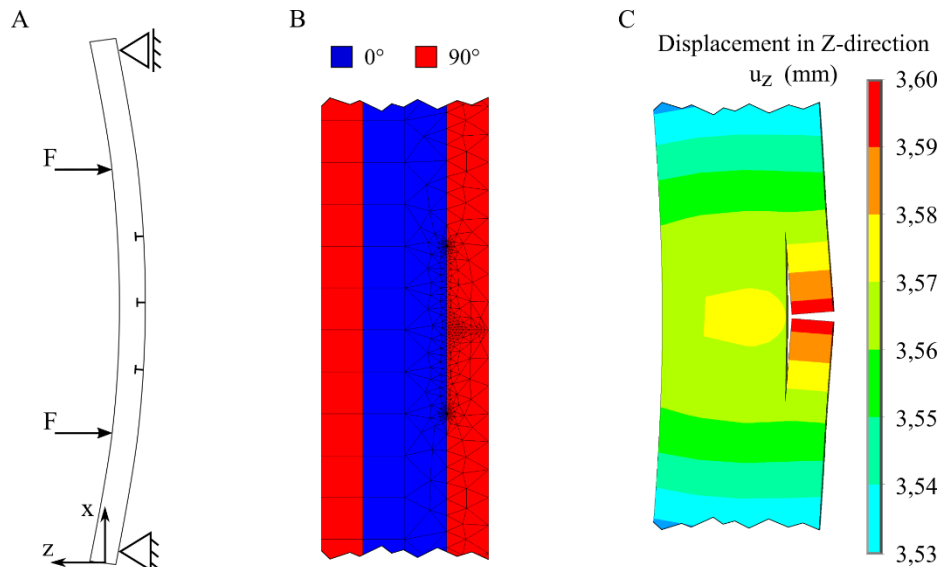 A
F
F
x
z
B
0° 90°
C
Displacement in Z-direction
u_Z (mm)
3,60
3,59
3,58
3,57
3,56
3,55
3,54
3,53